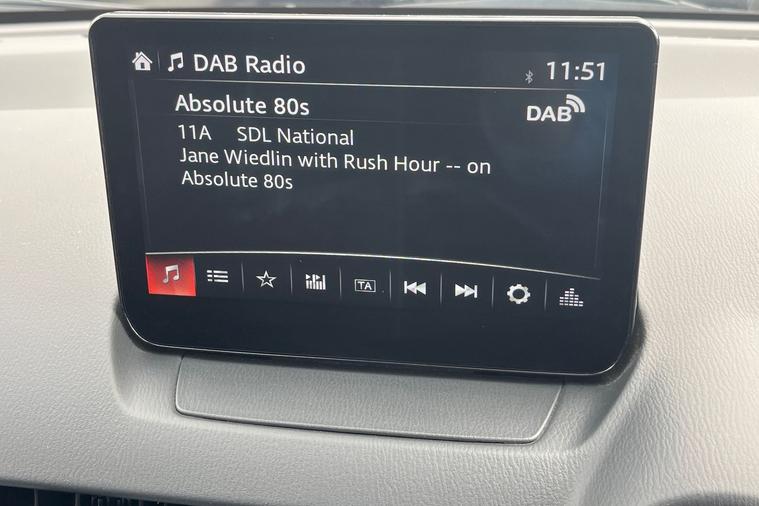 DAB Radio 11:51
Absolute 80s DAB
11A SDL National
Jane Wiedlin with Rush Hour -- on
Absolute 80s
TA